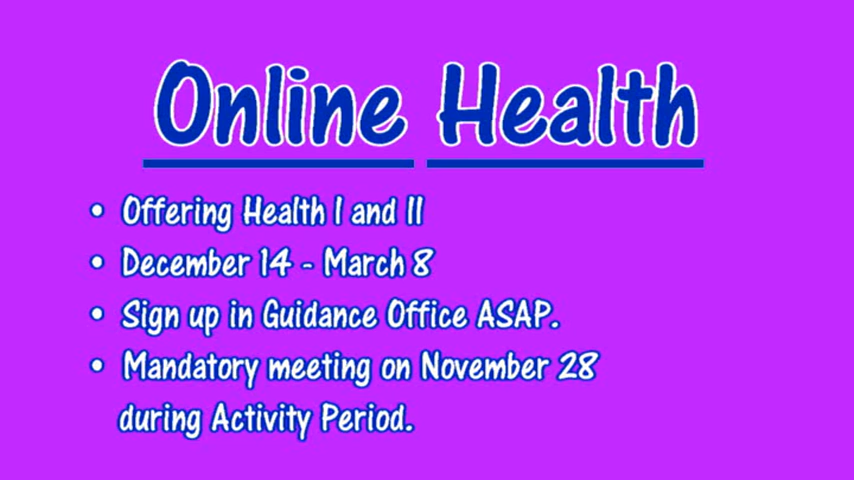 Online Health
• Offering Health I and II
• December 14 - March 8
• Sign up in Guidance Office ASAP.
• Mandatory meeting on November 28
during Activity Period.